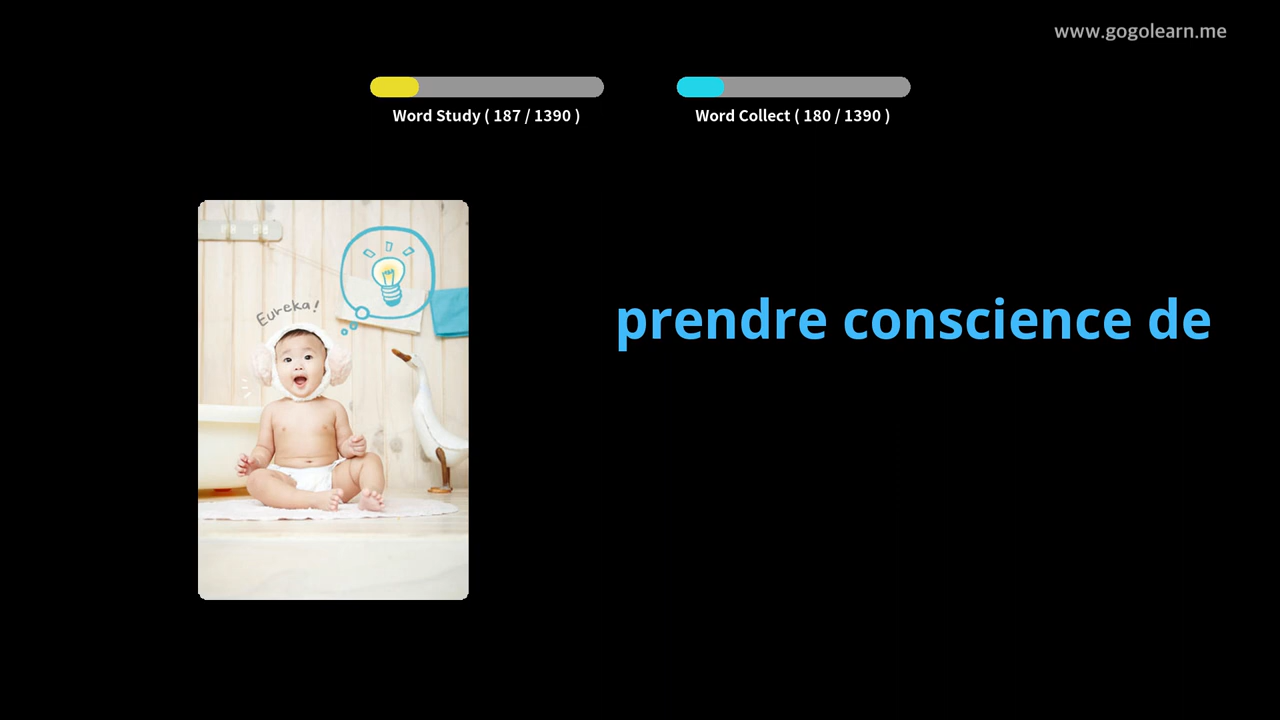 www.gogolearn.me
Word Study ( 187 / 1390 )
Word Collect ( 180 / 1390 )
Eureka!
prendre conscience de